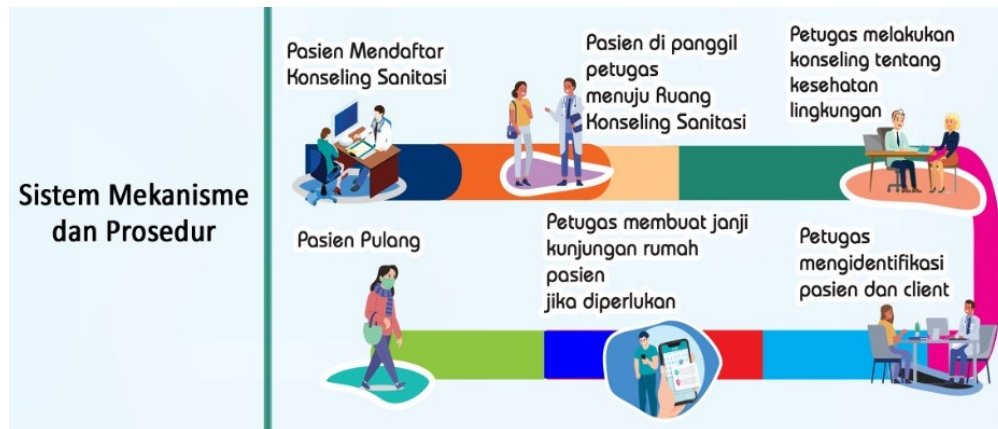 Sistem Mekanisme
dan Prosedur
Pasien Mendaftar
Konseling Sanitasi
Pasien di panggil
petugas
menuju Ruang
Konseling Sanitasi
Petugas melakukan
konseling tentang
kesehatan
lingkungan
Petugas
mengidentifikasi
pasien dan client
Petugas membuat janji
kunjungan rumah
pasien
jika diperlukan
Pasien Pulang